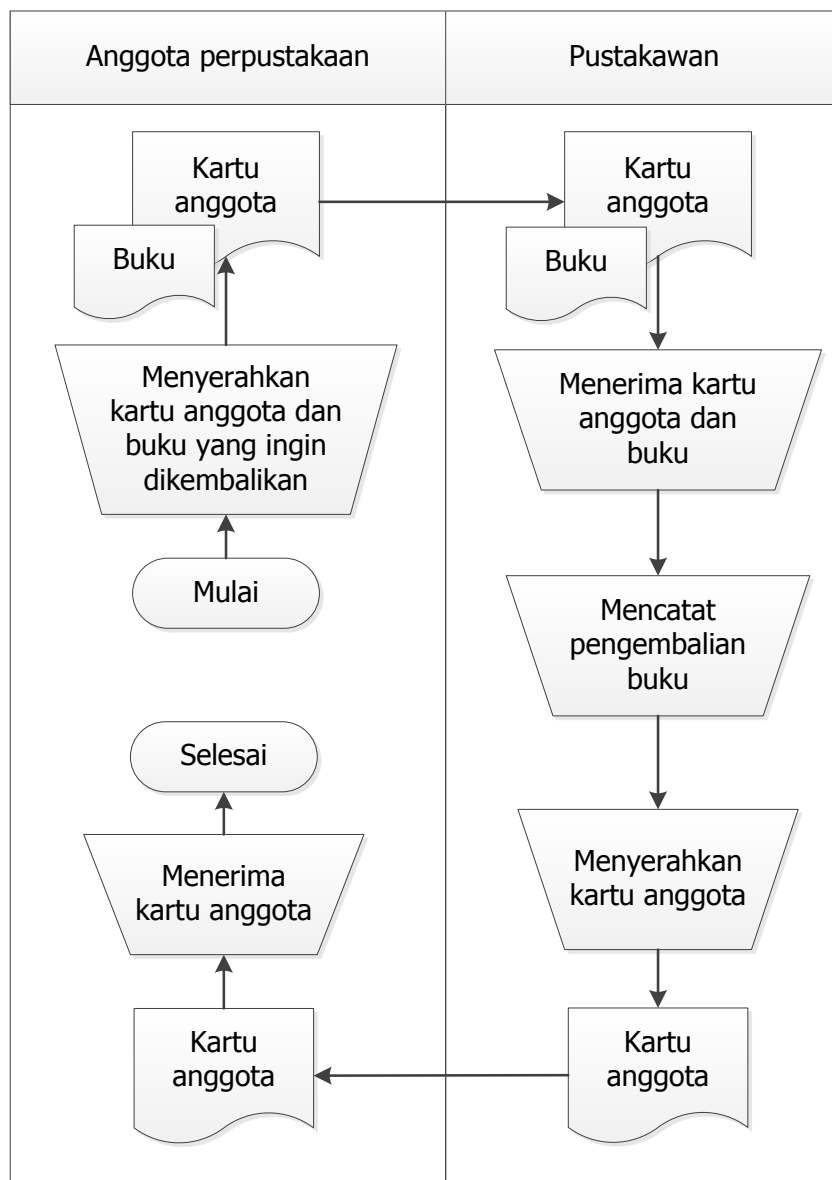 Anggota perpustakaan
Pustakawan
Kartu
anggota
Buku
Kartu
anggota
Buku
Menyerahkan
kartu anggota dan
buku yang ingin
dikembalikan
Menerima kartu
anggota dan
buku
Mulai
Mencatat
pengembalian
buku
Selesai
Menerima
kartu anggota
Menyerahkan
kartu anggota
Kartu
anggota
Kartu
anggota